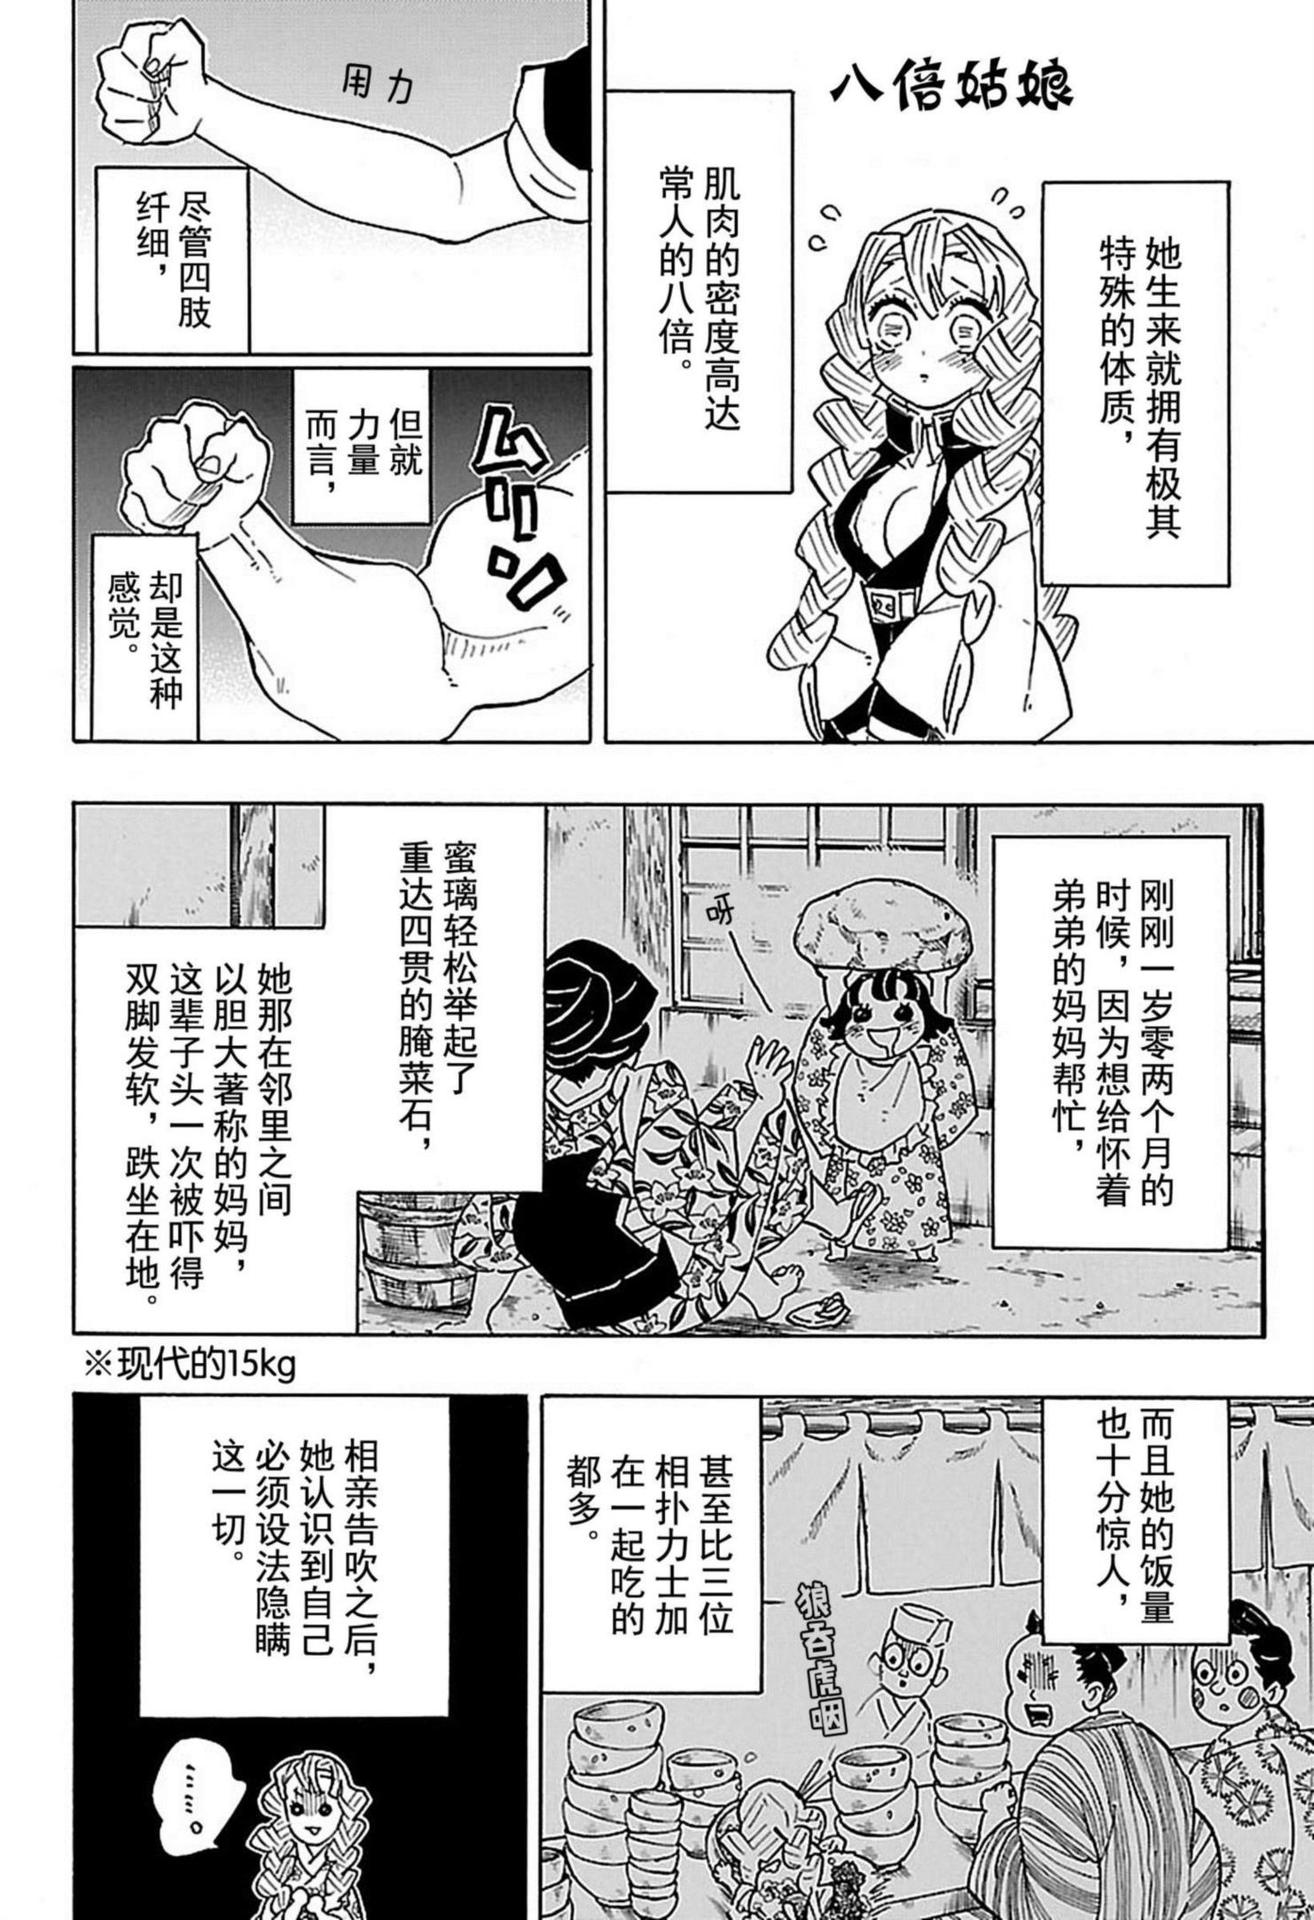 八倍姑娘
她生来就拥有极其
特殊的体质，
肌肉的密度高达
常人的八倍。
用力
尽管四肢
纤细，
但就
力量
而言，
ムキッ
却是这种
感觉。
刚刚一岁零两个月的
时候，因为想给怀着
弟弟的妈妈帮忙，
呀
蜜璃轻松举起了
重达四贯的腌菜石，
她那在邻里之间
以胆大著称的妈妈，
这辈子头一次被吓得
双脚发软，跌坐在地。
※现代的15kg
而且她的饭量
也十分惊人，
甚至比三位
相扑力士加
在一起吃的
都多。
狼吞虎咽
相亲告吹之后，
她认识到自己
必须设法隐瞒
这一切。
……。